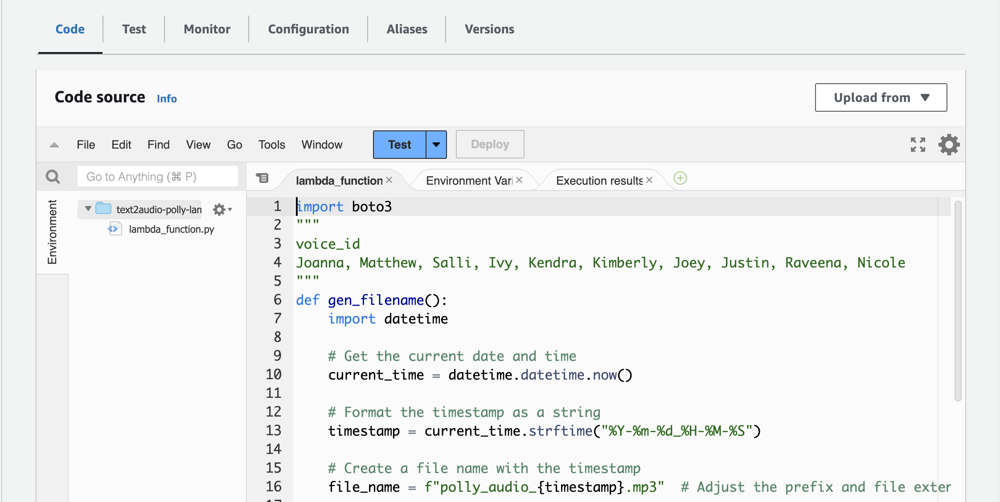 Code Test Monitor Configuration Aliases Versions
Code source Info
Upload from
File Edit Find View Go Tools Window Test Deploy
Go to Anything (⌘ P)
lambda_function Environment Vari Execution results
Environment
text2audio-polly-lam
lambda_function.py
1 import boto3
2 """
3 voice_id
4 Joanna, Matthew, Salli, Ivy, Kendra, Kimberly, Joey, Justin, Raveena, Nicole
5 """
6 def gen_filename():
7     import datetime
8
9     # Get the current date and time
10     current_time = datetime.datetime.now()
11
12     # Format the timestamp as a string
13     timestamp = current_time.strftime("%Y-%m-%d_%H-%M-%S")
14
15     # Create a file name with the timestamp
16     file_name = f"polly_audio_{timestamp}.mp3"  # Adjust the prefix and file exter
17